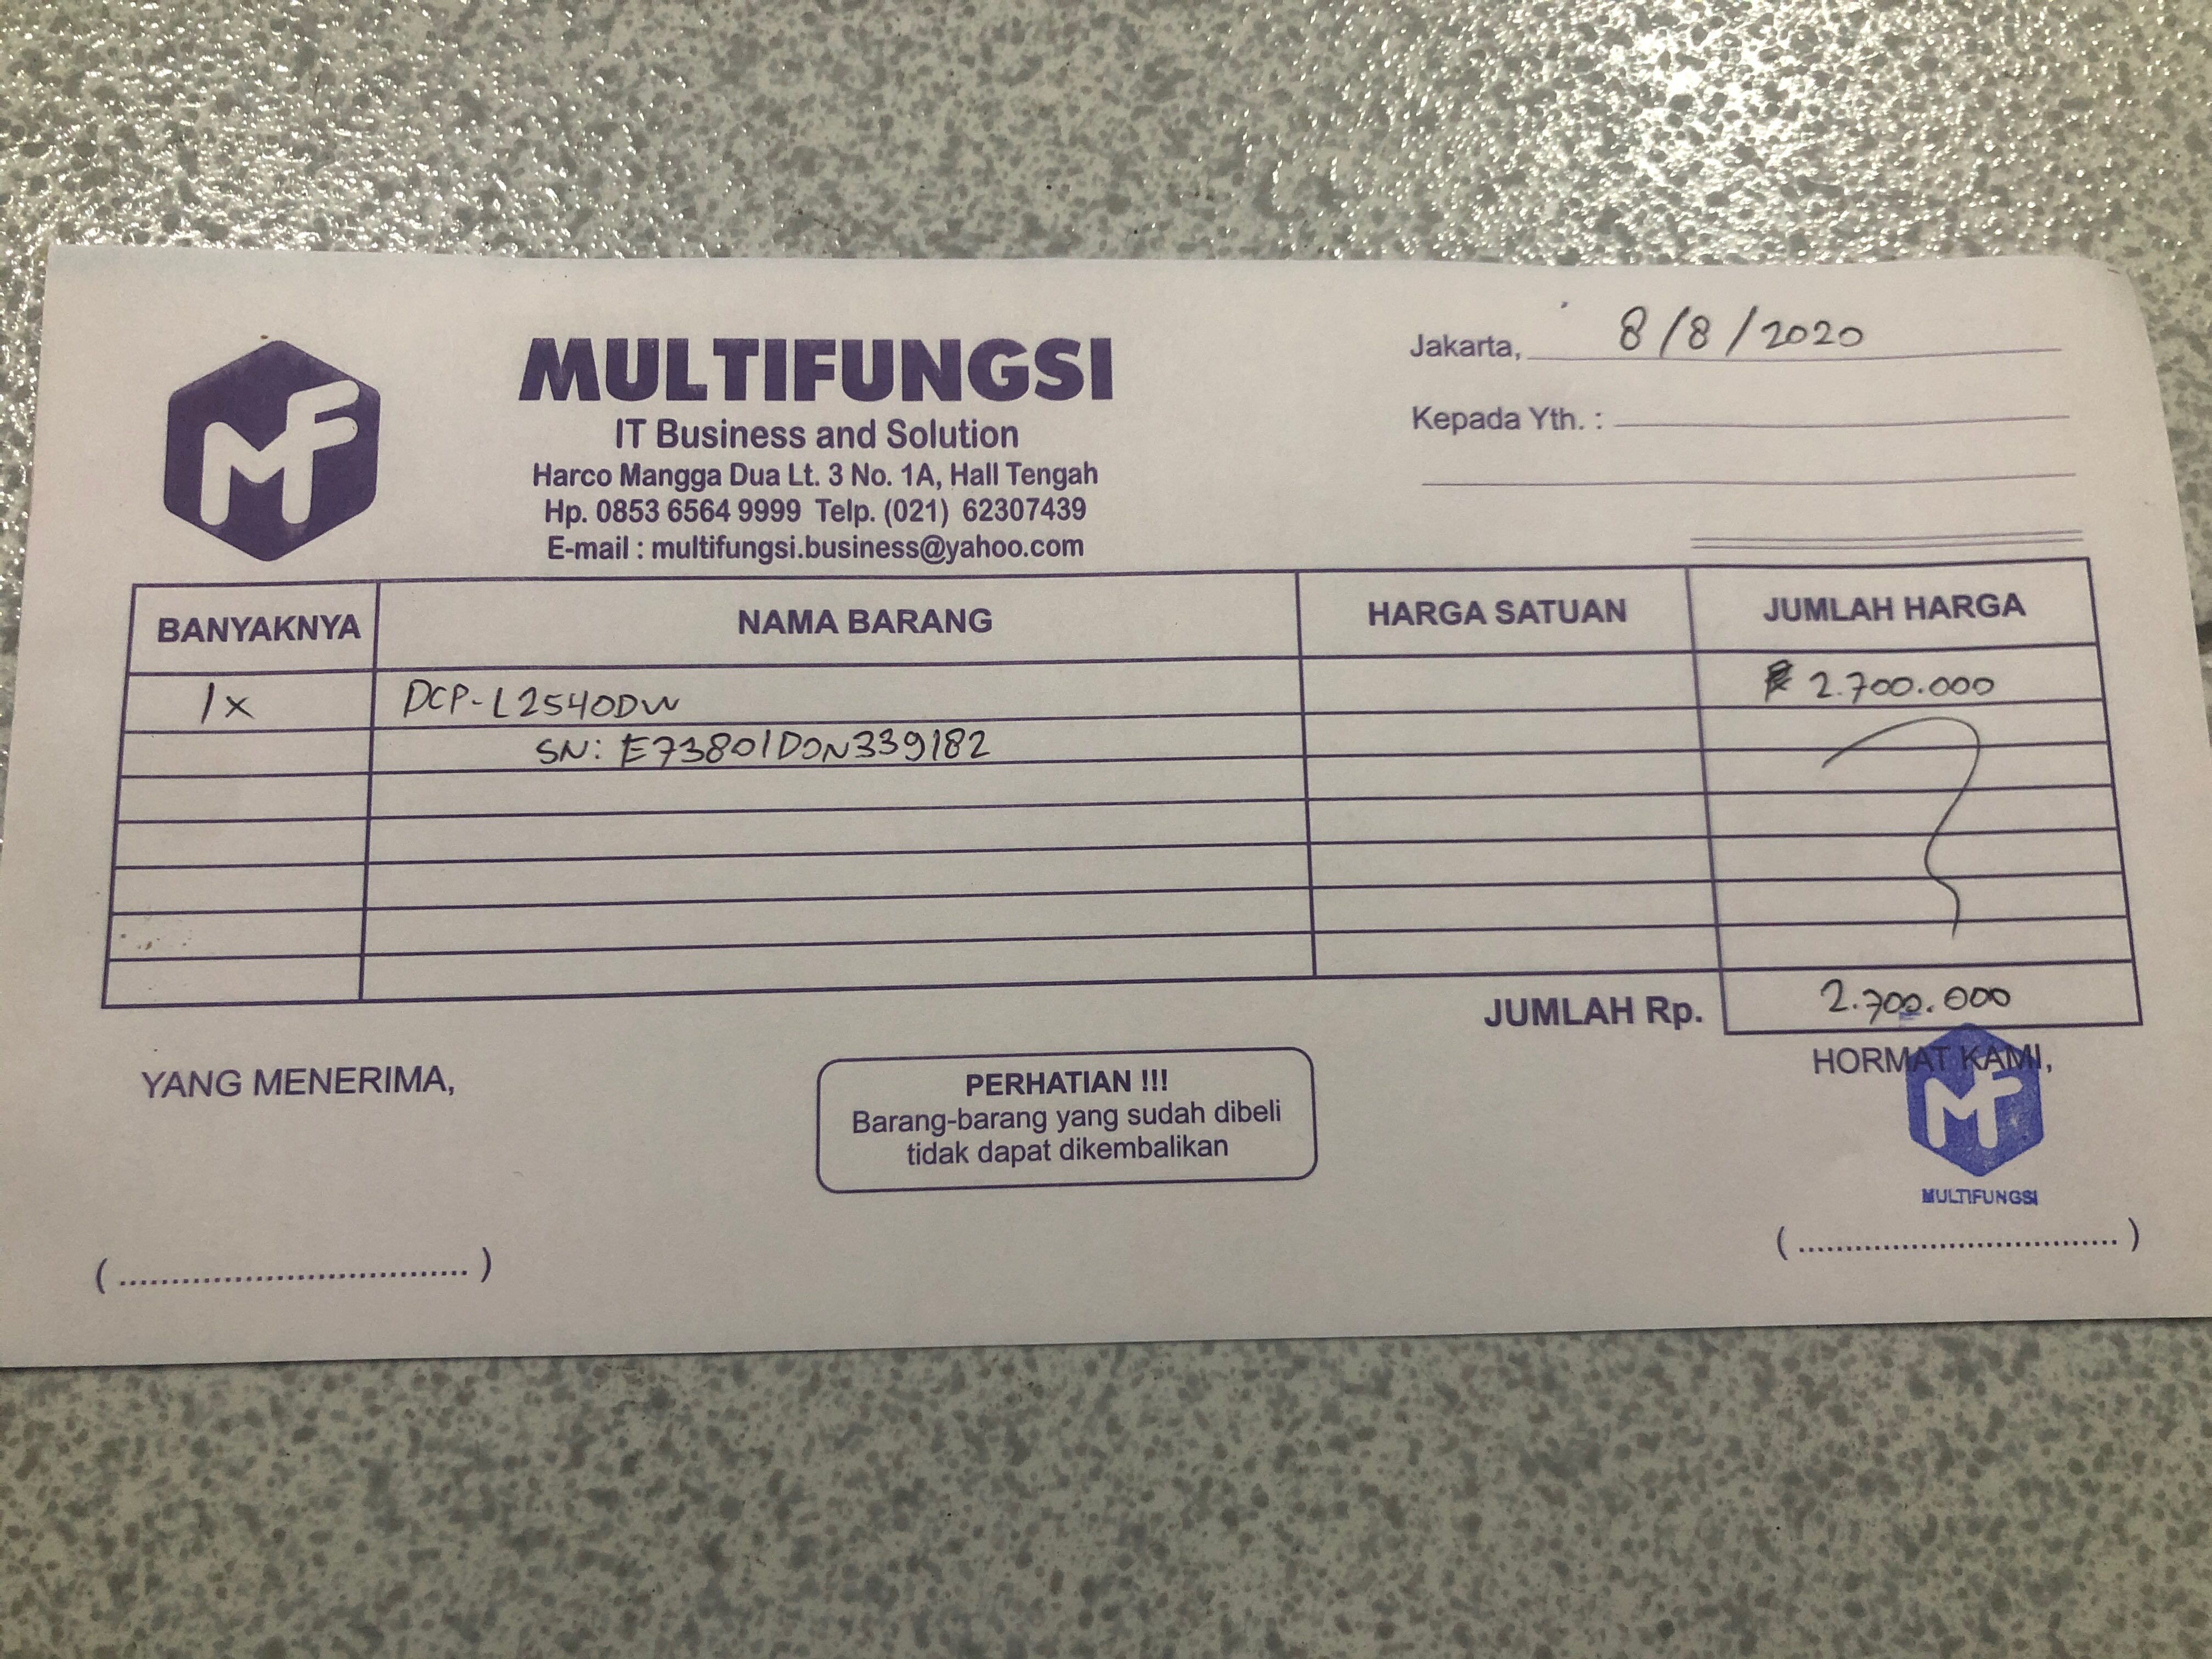 MF
MULTIFUNGSI
IT Business and Solution
Harco Mangga Dua Lt. 3 No. 1A, Hall Tengah
Hp. 0853 6564 9999 Telp. (021) 62307439
E-mail : multifungsi.business@yahoo.com
Jakarta, 8/8/2020
Kepada Yth. :
BANYAKNYA NAMA BARANG HARGA SATUAN JUMLAH HARGA
1x DCP-L2540DW 2.700.000
SN: E73801D0N339182
JUMLAH Rp. 2.700.000
YANG MENERIMA,
PERHATIAN !!!
Barang-barang yang sudah dibeli
tidak dapat dikembalikan
HORMAT KAMI,
MF
MULTIFUNGSI
(....................................)
(....................................)